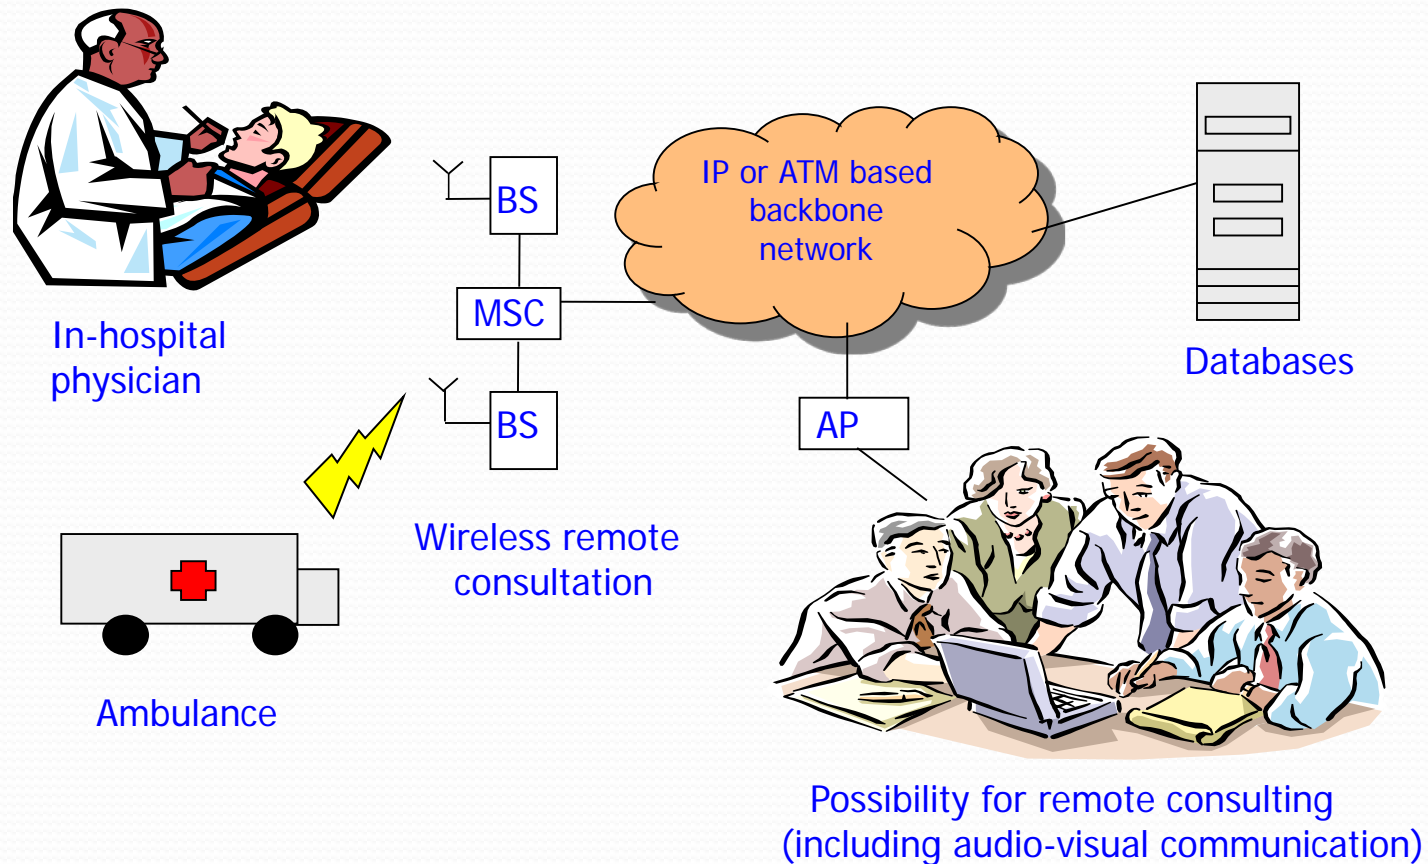 IP or ATM based
backbone
network
BS
MSC
BS
In-hospital
physician
Databases
AP
Wireless remote
consultation
Ambulance
Possibility for remote consulting
(including audio-visual communication)